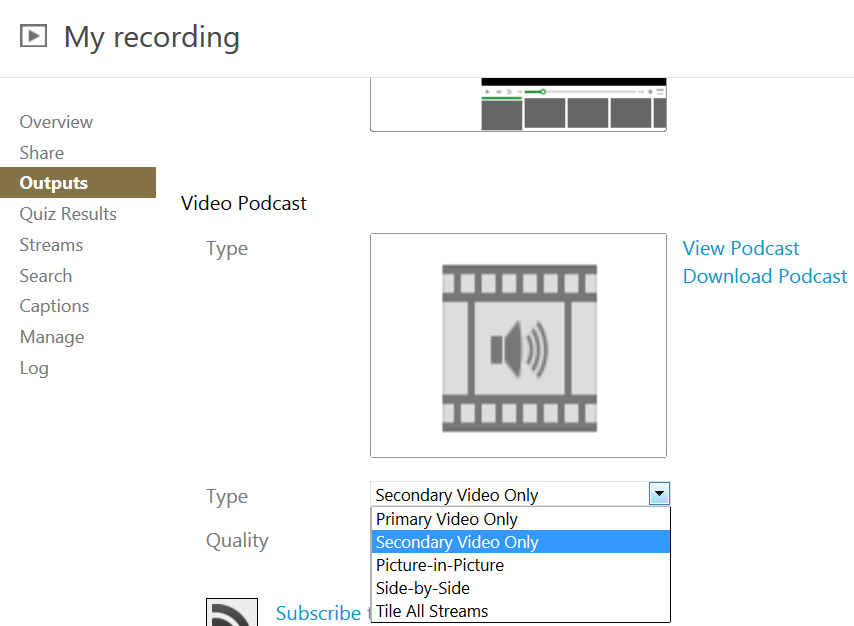 My recording
Overview
Share
Outputs
Quiz Results
Streams
Search
Captions
Manage
Log
Video Podcast
Type
View Podcast
Download Podcast
Type
Secondary Video Only
Primary Video Only
Secondary Video Only
Picture-in-Picture
Side-by-Side
Tile All Streams
Quality
Subscribe